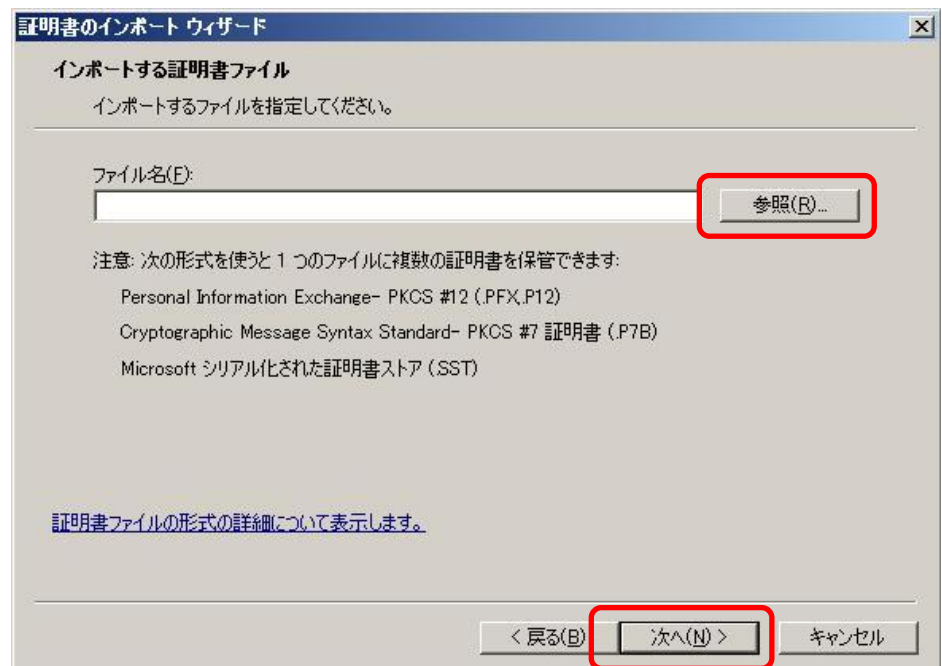 証明書のインポート ウィザード
インポートする証明書ファイル
インポートするファイルを指定してください。
ファイル名(F):
参照(R)...
注意: 次の形式を使うと 1 つのファイルに複数の証明書を保管できます:
Personal Information Exchange- PKCS #12 (.PFX,.P12)
Cryptographic Message Syntax Standard- PKCS #7 証明書 (.P7B)
Microsoft シリアル化された証明書ストア (.SST)
証明書ファイルの形式の詳細について表示します。
< 戻る(B) 次へ(N) > キャンセル